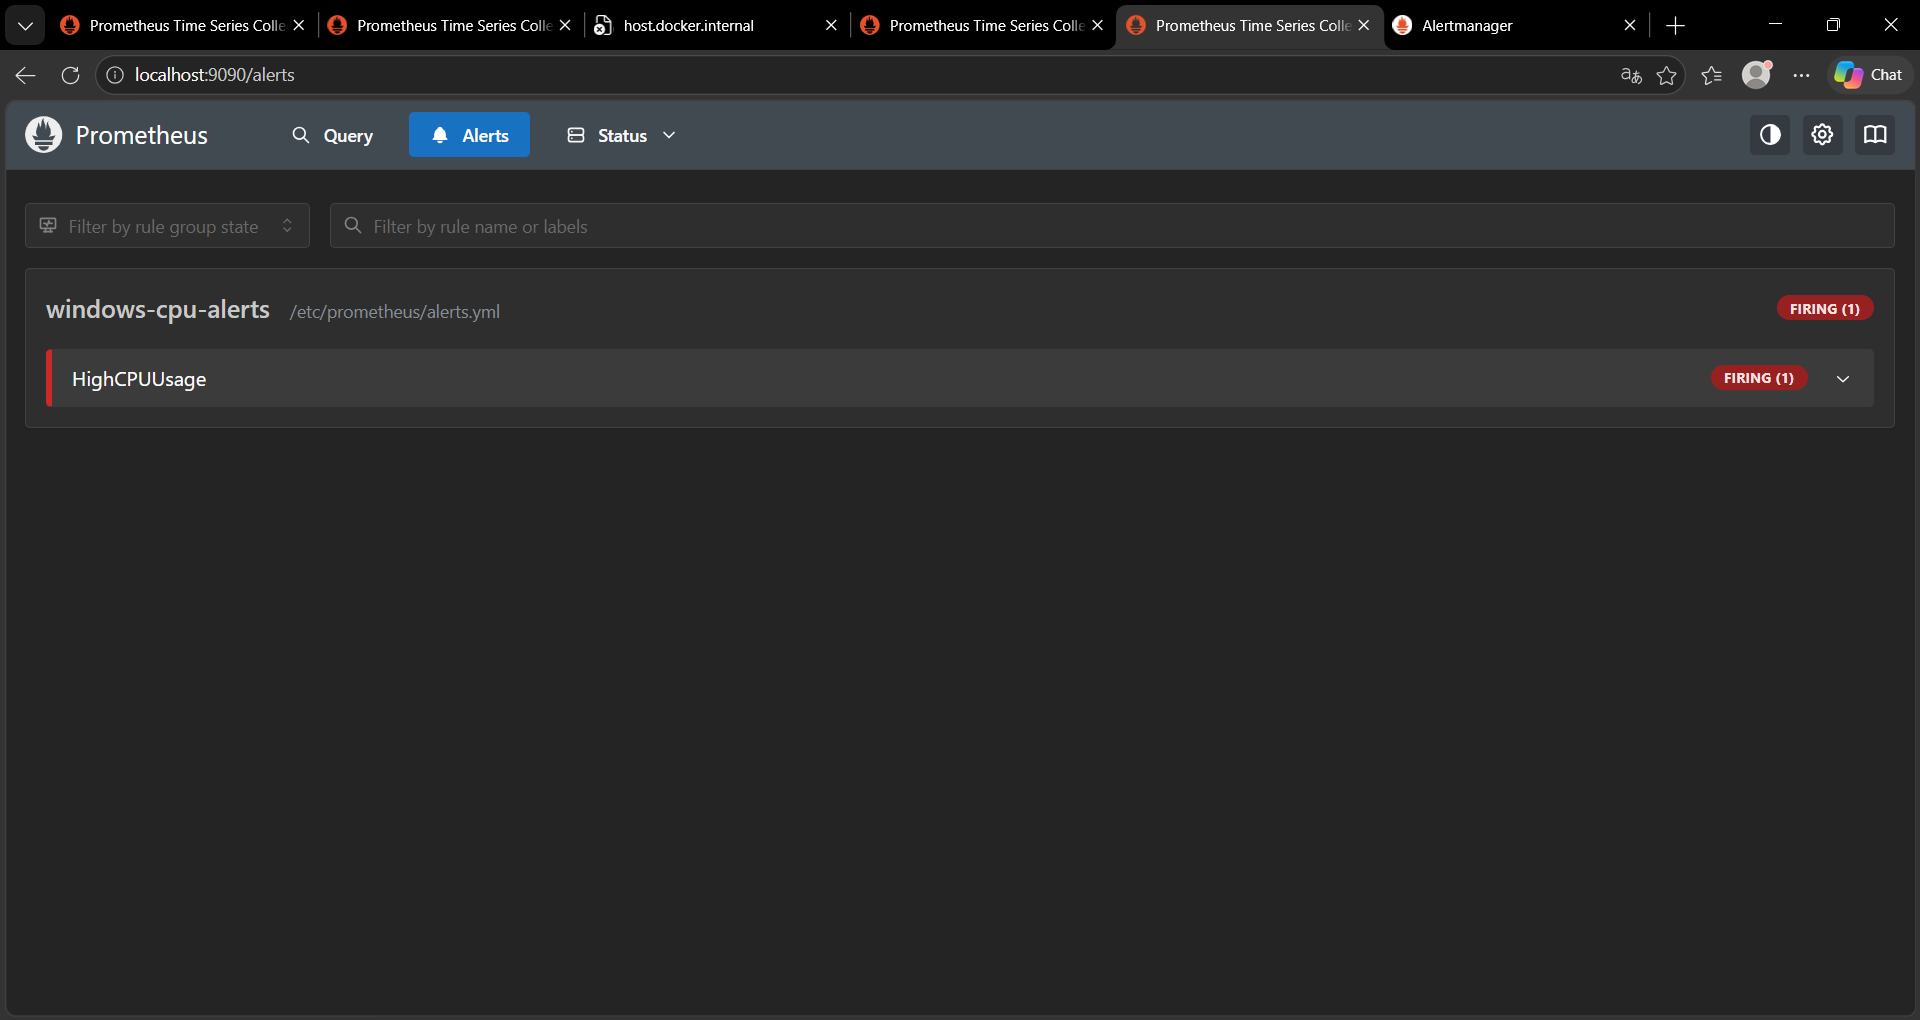 Prometheus Time Series Colle
Prometheus Time Series Colle
host.docker.internal
Prometheus Time Series Colle
Prometheus Time Series Colle
Alertmanager
localhost:9090/alerts
Chat
Prometheus
Query
Alerts
Status
Filter by rule group state
Filter by rule name or labels
windows-cpu-alerts /etc/prometheus/alerts.yml
FIRING (1)
HighCPUUsage
FIRING (1)